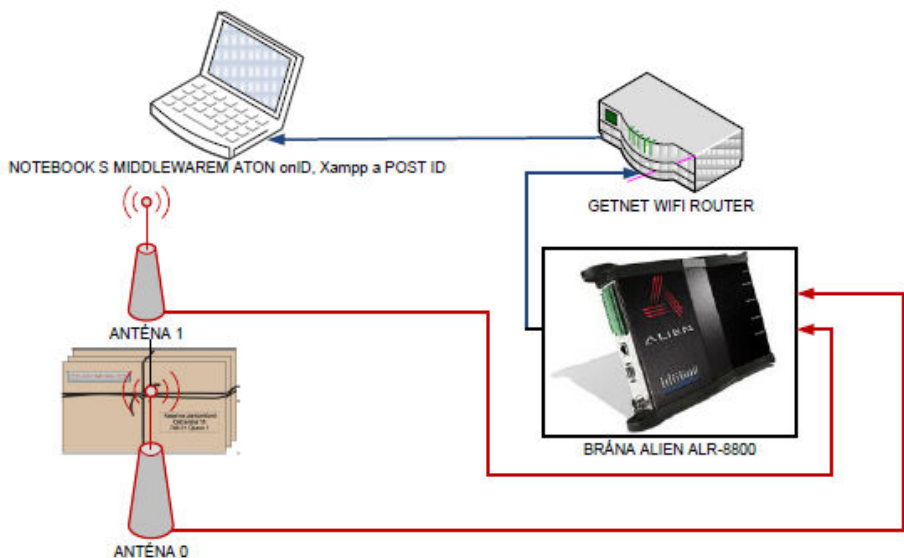 NOTEBOOK S MIDDLEWAREM ATON onID, Xampp a POST ID
GETNET WIFI ROUTER
ANTÉNA 1
ALIEN
BRÁNA ALIEN ALR-8800
ANTÉNA 0